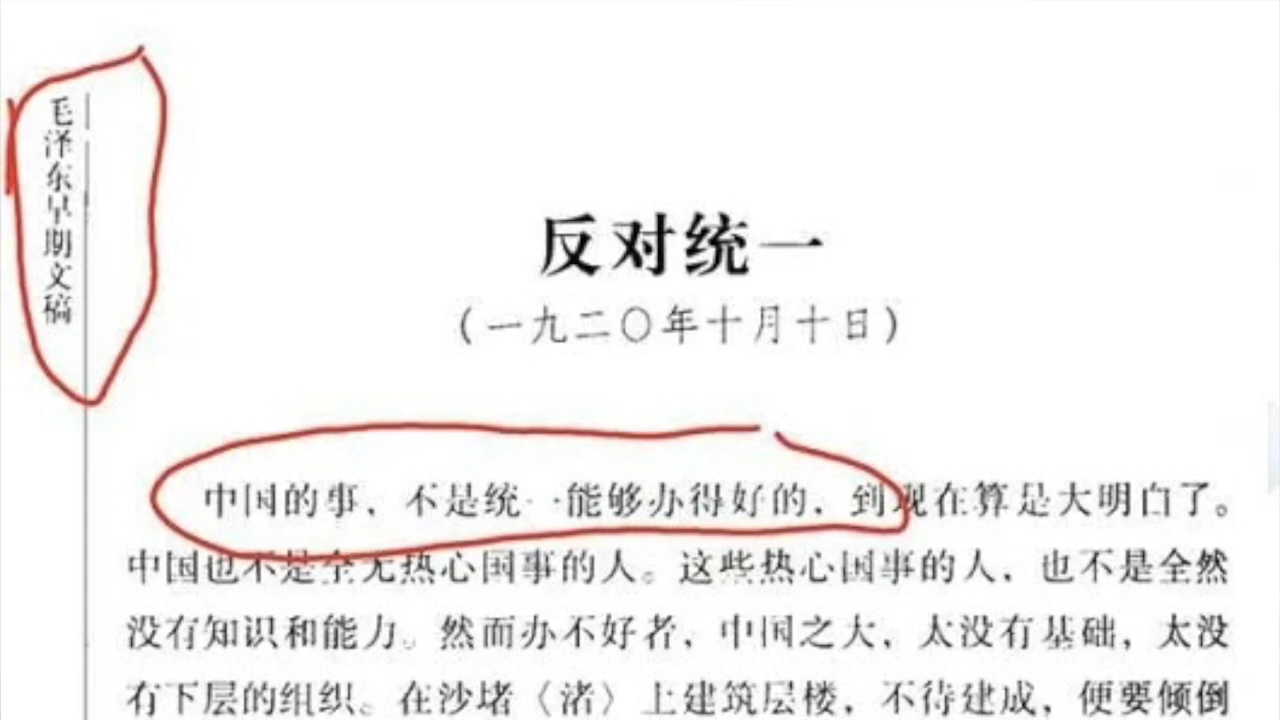 毛泽东早期文稿
反对统一
（一九二〇年十月十日）
中国的事，不是统一能够办得好的，到现在算是大明白了。
中国也不是全无热心国事的人。这些热心国事的人，也不是全然
没有知识和能力。然而办不好者，中国之大，太没有基础，太没
有下层的组织。在沙堵〈渚〉上建筑层楼，不待建成，便要倾倒